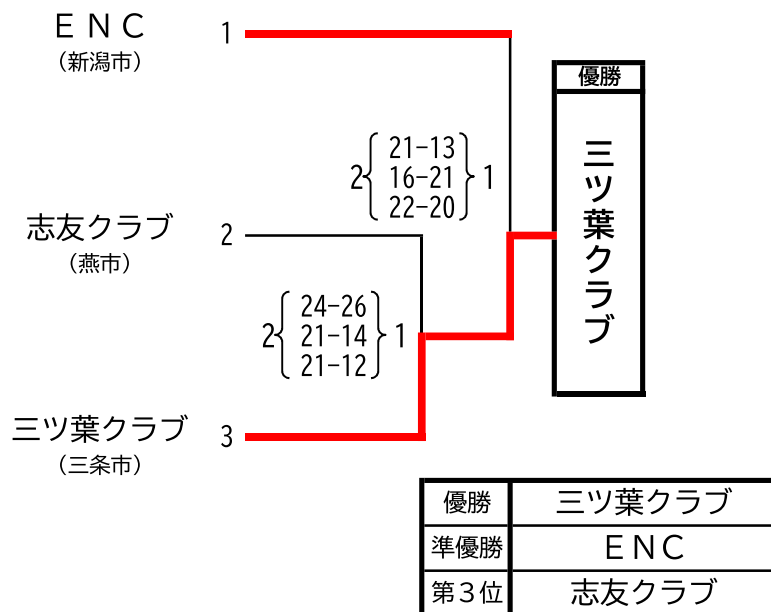 ＥＮＣ 1
（新潟市）
優勝
三ツ葉クラブ
2 21−13 1
16−21
22−20
志友クラブ 2
（燕市）
2 24−26 1
21−14
21−12
三ツ葉クラブ 3
（三条市）
優勝 三ツ葉クラブ
準優勝 ＥＮＣ
第３位 志友クラブ